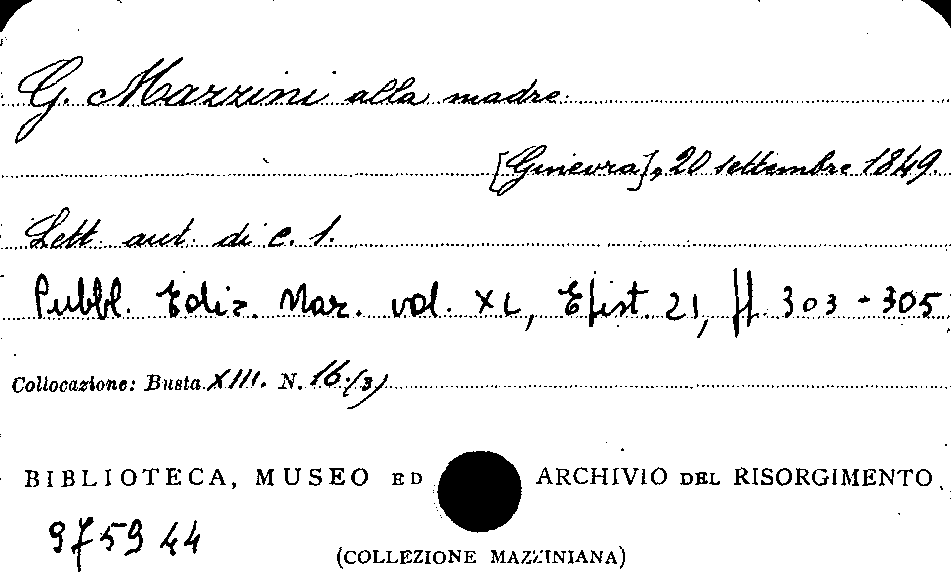 G. Mazzini alla madre
[Ginevra], 20 settembre 1849.
Lett. aut. di c. 1.
Pubbl. Ediz. Naz. vol. XL, Epist. 21, pp. 303-305
Collocazione: Busta XIII. N. 16.(3)
BIBLIOTECA, MUSEO ED ARCHIVIO DEL RISORGIMENTO
975944
(COLLEZIONE MAZZINIANA)